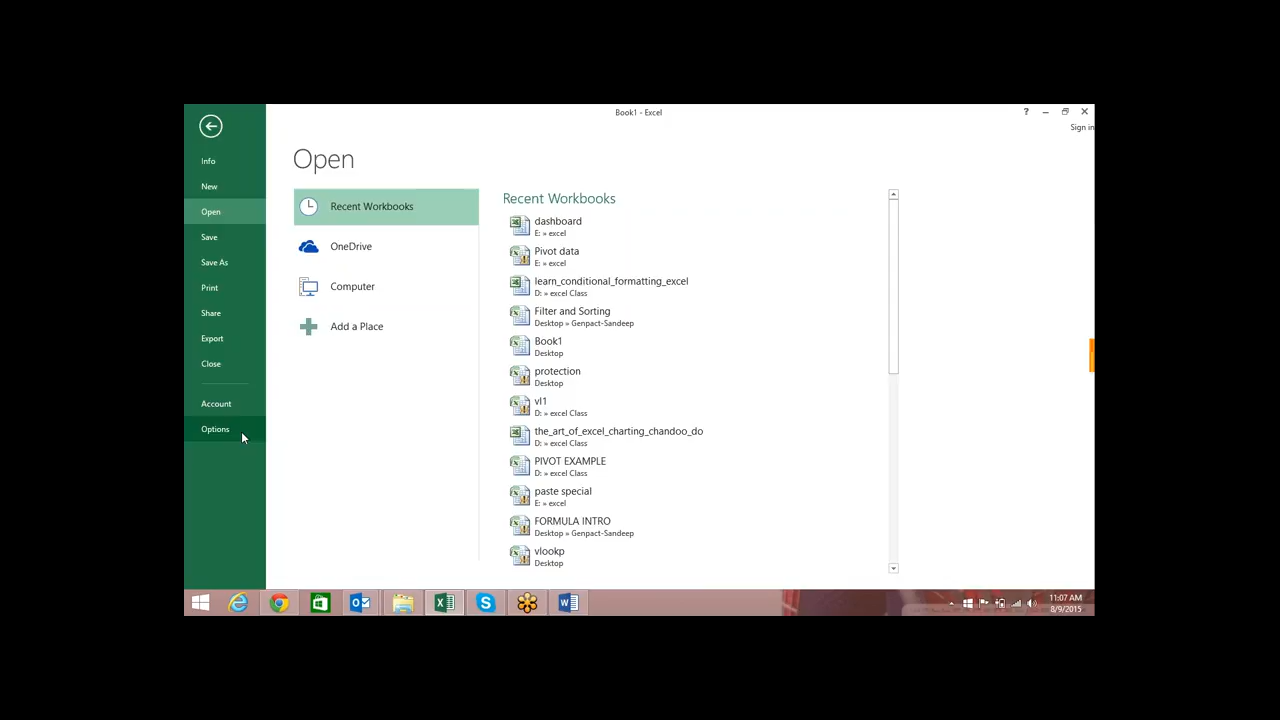 Book1 - Excel
?
Sign in
Info
New
Open
Save
Save As
Print
Share
Export
Close
Account
Options
Open
Recent Workbooks
OneDrive
Computer
Add a Place
Recent Workbooks
dashboard
E: » excel
Pivot data
E: » excel
learn_conditional_formatting_excel
D: » excel Class
Filter and Sorting
Desktop » Genpact-Sandeep
Book1
Desktop
protection
Desktop
vl1
D: » excel Class
the_art_of_excel_charting_chandoo_do
D: » excel Class
PIVOT EXAMPLE
D: » excel Class
paste special
E: » excel
FORMULA INTRO
Desktop » Genpact-Sandeep
vlookp
Desktop
11:07 AM
8/9/2015